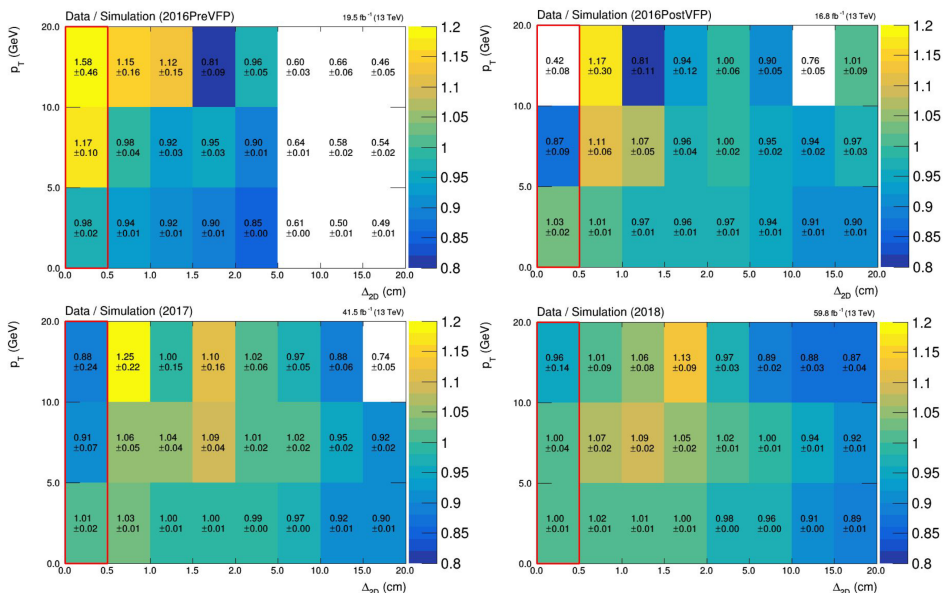 Data / Simulation (2016PreVFP) 19.5 fb⁻¹ (13 TeV)
p_T (GeV)
20.0
10.0
5.0
0.0
1.58 1.15 1.12 0.81 0.96 0.60 0.66 0.46
±0.46 ±0.16 ±0.15 ±0.09 ±0.05 ±0.03 ±0.06 ±0.05
1.17 0.98 0.92 0.95 0.90 0.64 0.58 0.54
±0.10 ±0.04 ±0.03 ±0.03 ±0.01 ±0.01 ±0.02 ±0.02
0.98 0.94 0.92 0.90 0.85 0.61 0.50 0.49
±0.02 ±0.01 ±0.01 ±0.01 ±0.00 ±0.00 ±0.01 ±0.01
0.0 0.5 1.0 1.5 2.0 5.0 10.0 15.0 20.0
Δ_2D (cm)
1.2
1.15
1.1
1.05
1
0.95
0.9
0.85
0.8
Data / Simulation (2016PostVFP) 16.8 fb⁻¹ (13 TeV)
p_T (GeV)
20.0
10.0
5.0
0.0
0.42 1.17 0.81 0.94 1.00 0.90 0.76 1.01
±0.08 ±0.30 ±0.11 ±0.12 ±0.06 ±0.05 ±0.05 ±0.09
0.87 1.11 1.07 0.96 1.00 0.95 0.94 0.97
±0.09 ±0.06 ±0.05 ±0.04 ±0.02 ±0.02 ±0.02 ±0.03
1.03 1.01 0.97 0.96 0.97 0.94 0.91 0.90
±0.02 ±0.01 ±0.01 ±0.01 ±0.01 ±0.01 ±0.01 ±0.01
0.0 0.5 1.0 1.5 2.0 5.0 10.0 15.0 20.0
Δ_2D (cm)
1.2
1.15
1.1
1.05
1
0.95
0.9
0.85
0.8
Data / Simulation (2017) 41.5 fb⁻¹ (13 TeV)
p_T (GeV)
20.0
10.0
5.0
0.0
0.88 1.25 1.00 1.10 1.02 0.97 0.88 0.74
±0.24 ±0.22 ±0.15 ±0.16 ±0.06 ±0.05 ±0.06 ±0.05
0.91 1.06 1.04 1.09 1.01 1.02 0.95 0.92
±0.07 ±0.05 ±0.04 ±0.04 ±0.02 ±0.02 ±0.02 ±0.02
1.01 1.03 1.00 1.00 0.99 0.97 0.92 0.90
±0.02 ±0.01 ±0.01 ±0.01 ±0.00 ±0.00 ±0.01 ±0.01
0.0 0.5 1.0 1.5 2.0 5.0 10.0 15.0 20.0
Δ_2D (cm)
1.2
1.15
1.1
1.05
1
0.95
0.9
0.85
0.8
Data / Simulation (2018) 59.8 fb⁻¹ (13 TeV)
p_T (GeV)
20.0
10.0
5.0
0.0
0.96 1.01 1.06 1.13 0.97 0.89 0.88 0.87
±0.14 ±0.09 ±0.08 ±0.09 ±0.03 ±0.02 ±0.03 ±0.04
1.00 1.07 1.09 1.05 1.02 1.00 0.94 0.92
±0.04 ±0.02 ±0.02 ±0.02 ±0.01 ±0.01 ±0.01 ±0.01
1.00 1.02 1.01 1.00 0.98 0.96 0.91 0.89
±0.01 ±0.01 ±0.01 ±0.01 ±0.00 ±0.00 ±0.00 ±0.01
0.0 0.5 1.0 1.5 2.0 5.0 10.0 15.0 20.0
Δ_2D (cm)
1.2
1.15
1.1
1.05
1
0.95
0.9
0.85
0.8